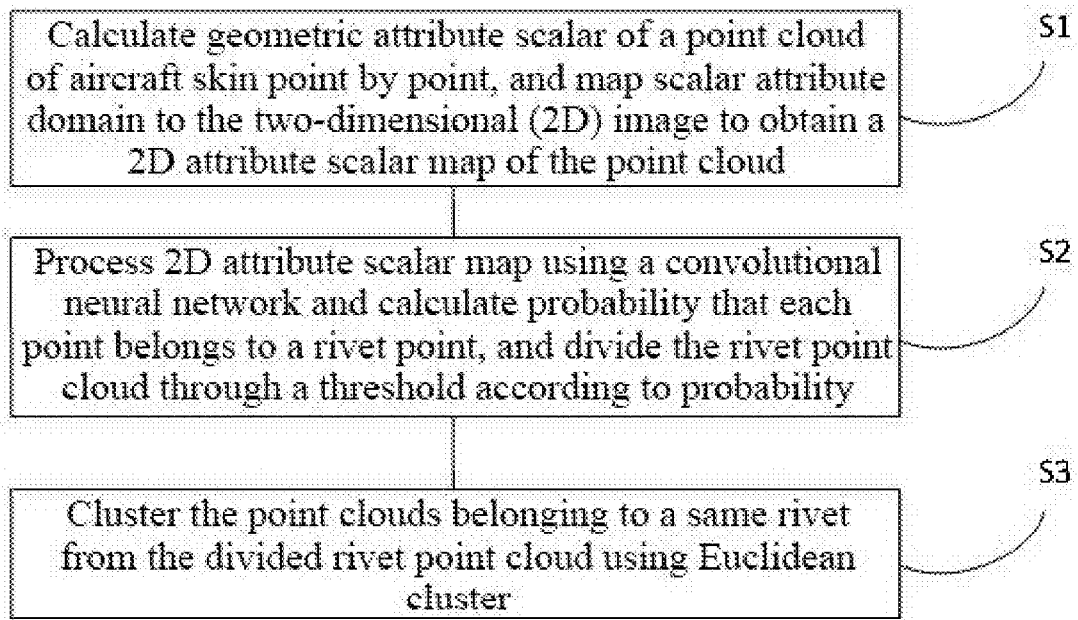 Calculate geometric attribute scalar of a point cloud
of aircraft skin point by point, and map scalar attribute
domain to the two-dimensional (2D) image to obtain a
2D attribute scalar map of the point cloud
S1
Process 2D attribute scalar map using a convolutional
neural network and calculate probability that each
point belongs to a rivet point, and divide the rivet point
cloud through a threshold according to probability
S2
Cluster the point clouds belonging to a same rivet
from the divided rivet point cloud using Euclidean
cluster
S3